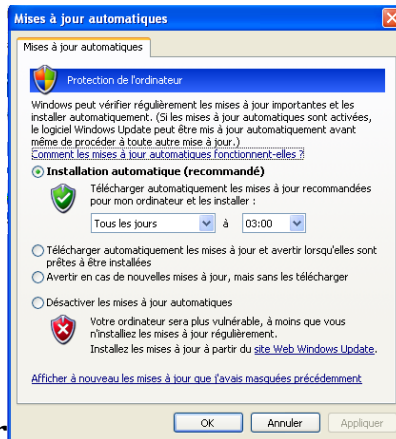 Mises à jour automatiques
Mises à jour automatiques
Protection de l'ordinateur
Windows peut vérifier régulièrement les mises à jour importantes et les
installer automatiquement. (Si les mises à jour automatiques sont activées,
le logiciel Windows Update peut être mis à jour automatiquement avant
même de procéder à toute autre mise à jour.)
Comment les mises à jour automatiques fonctionnent-elles ?
Installation automatique (recommandé)
Télécharger automatiquement les mises à jour recommandées
pour mon ordinateur et les installer :
Tous les jours à 03:00
Télécharger automatiquement les mises à jour et avertir lorsqu'elles sont
prêtes à être installées
Avertir en cas de nouvelles mises à jour, mais sans les télécharger
Désactiver les mises à jour automatiques
Votre ordinateur sera plus vulnérable, à moins que vous
n'installiez les mises à jour régulièrement.
Installez les mises à jour à partir du site Web Windows Update.
Afficher à nouveau les mises à jour que j'avais masquées précédemment
OK Annuler Appliquer